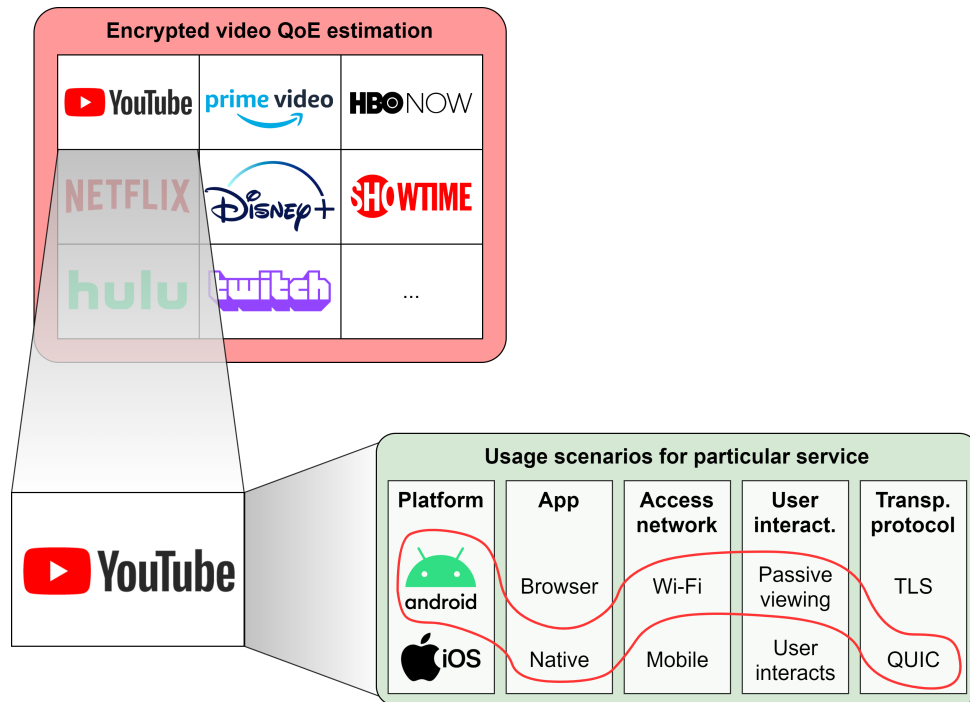 Encrypted video QoE estimation
YouTube
prime video
HBO NOW
NETFLIX
Disney+
SHOWTIME
hulu
twitch
...
YouTube
Usage scenarios for particular service
Platform
App
Access
network
User
interact.
Transp.
protocol
android
Browser
Wi-Fi
Passive
viewing
TLS
iOS
Native
Mobile
User
interacts
QUIC